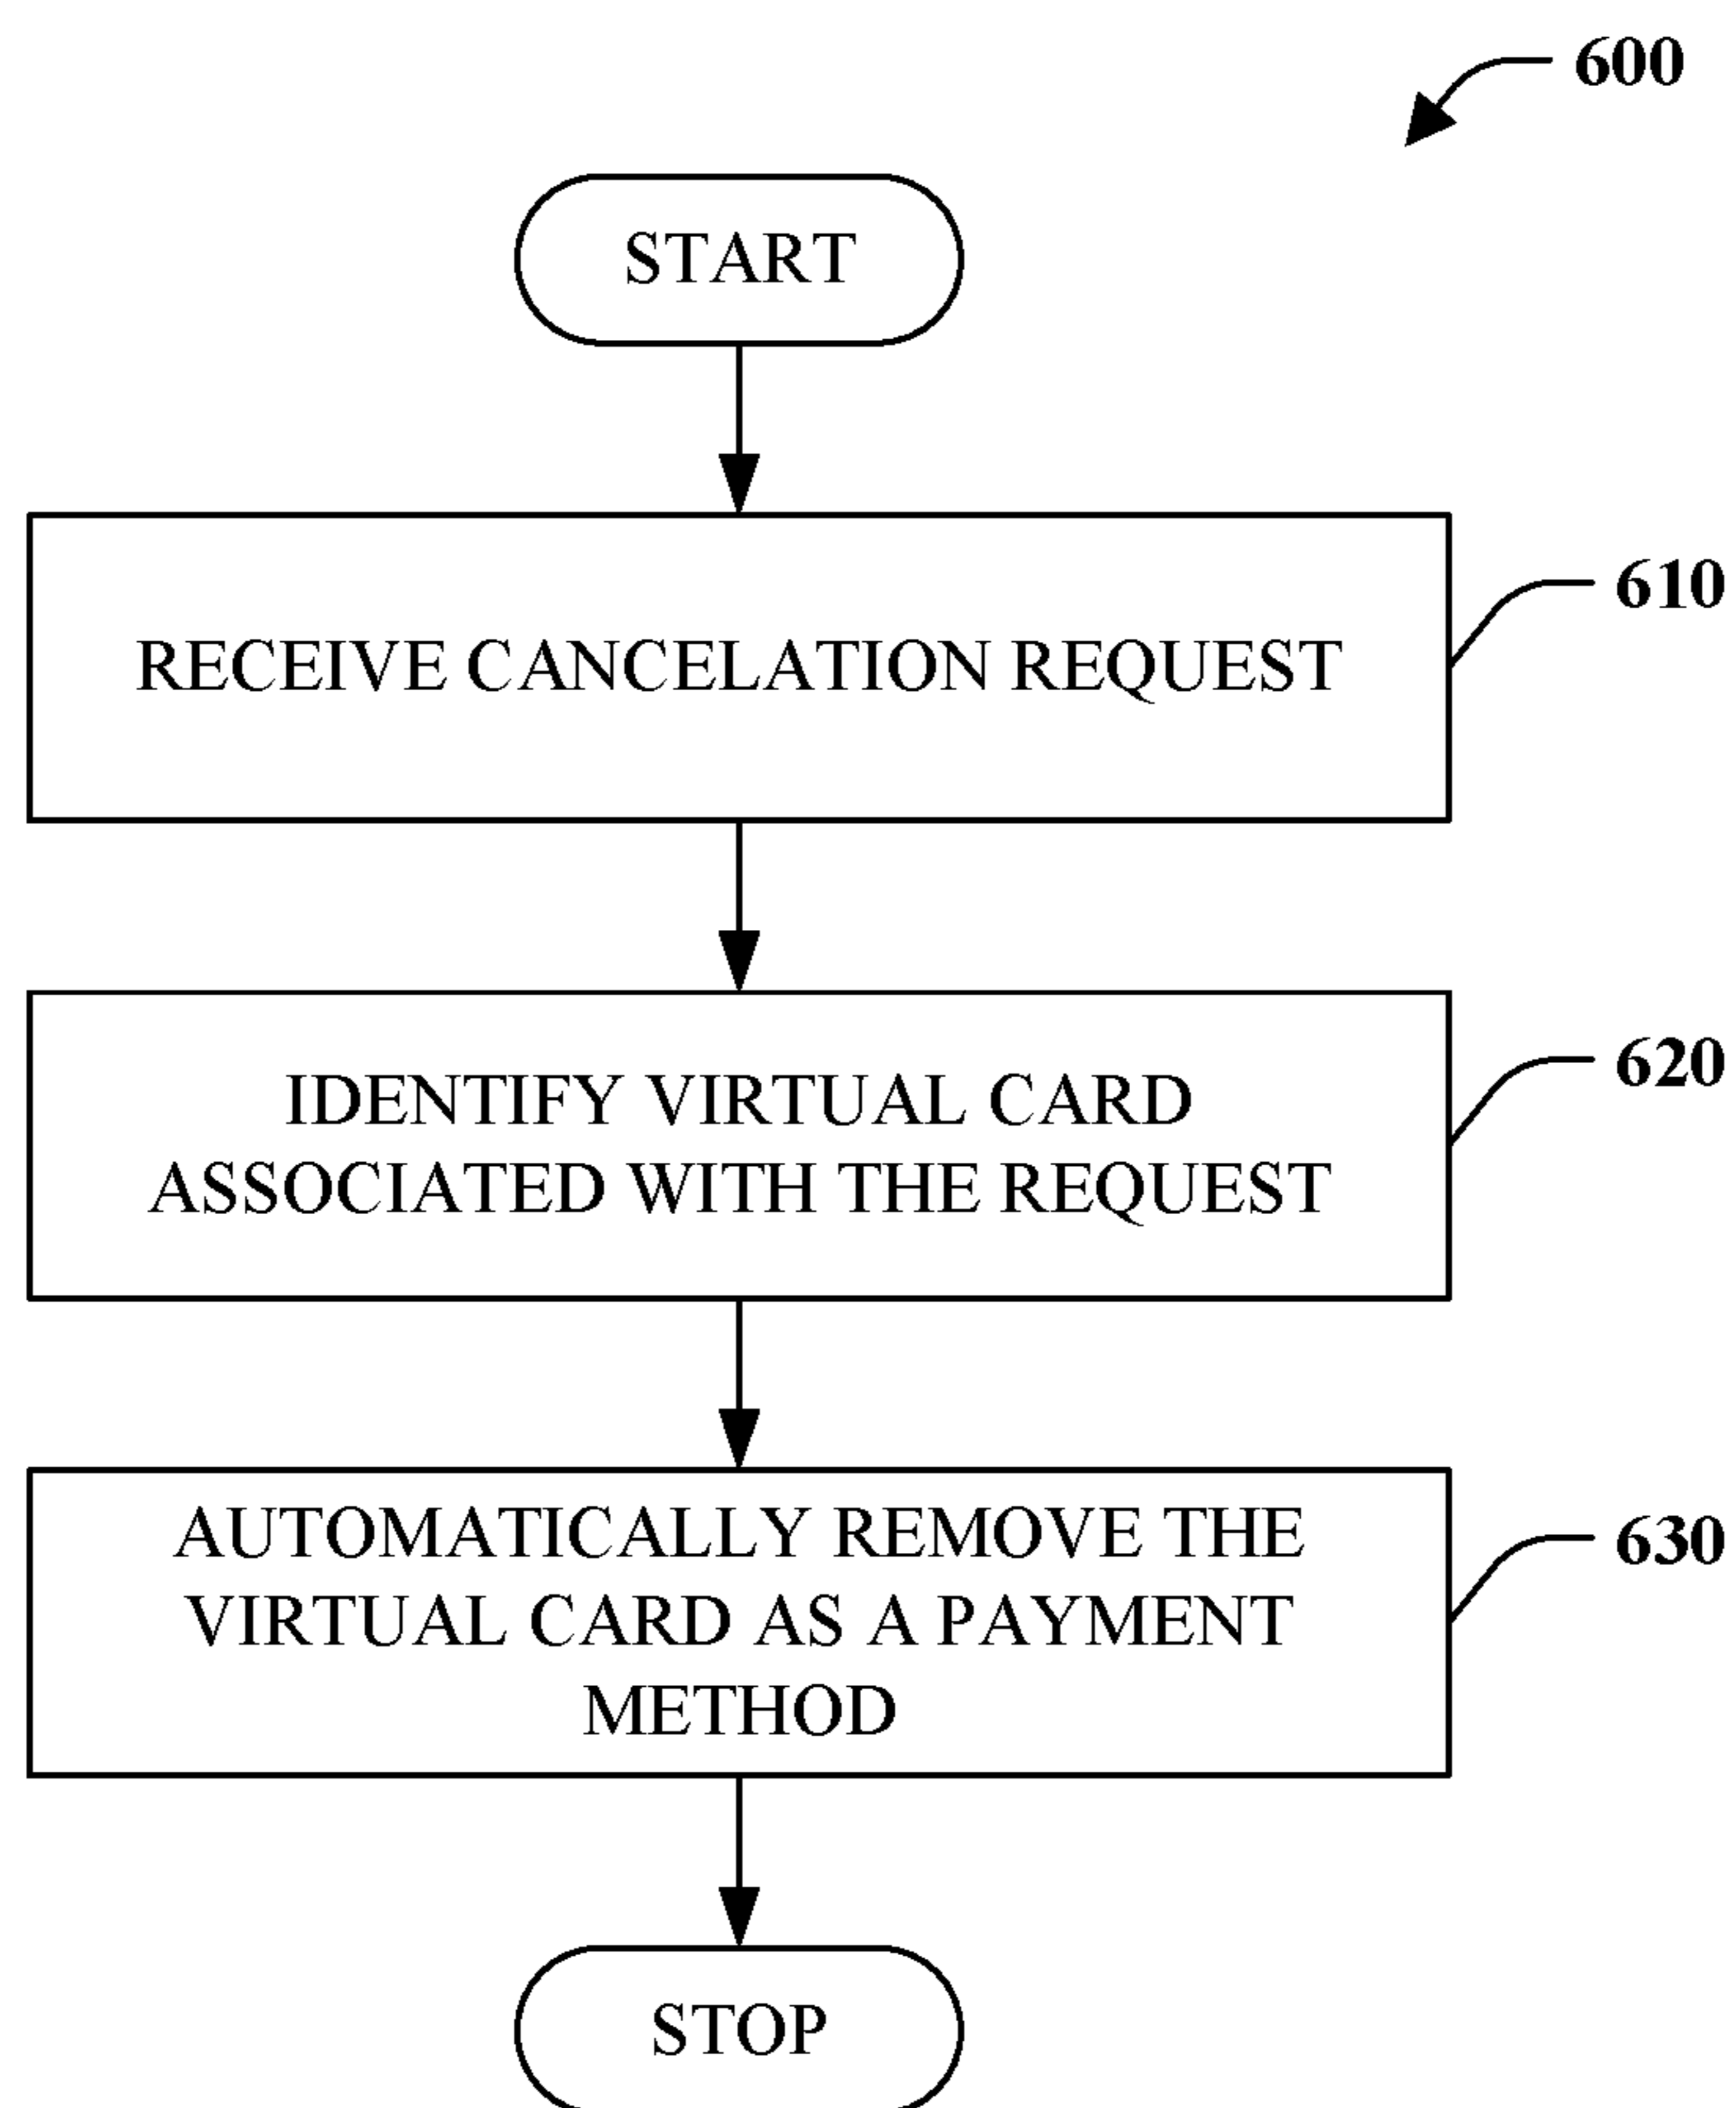 600
START
RECEIVE CANCELATION REQUEST
610
IDENTIFY VIRTUAL CARD
ASSOCIATED WITH THE REQUEST
620
AUTOMATICALLY REMOVE THE
VIRTUAL CARD AS A PAYMENT
METHOD
630
STOP